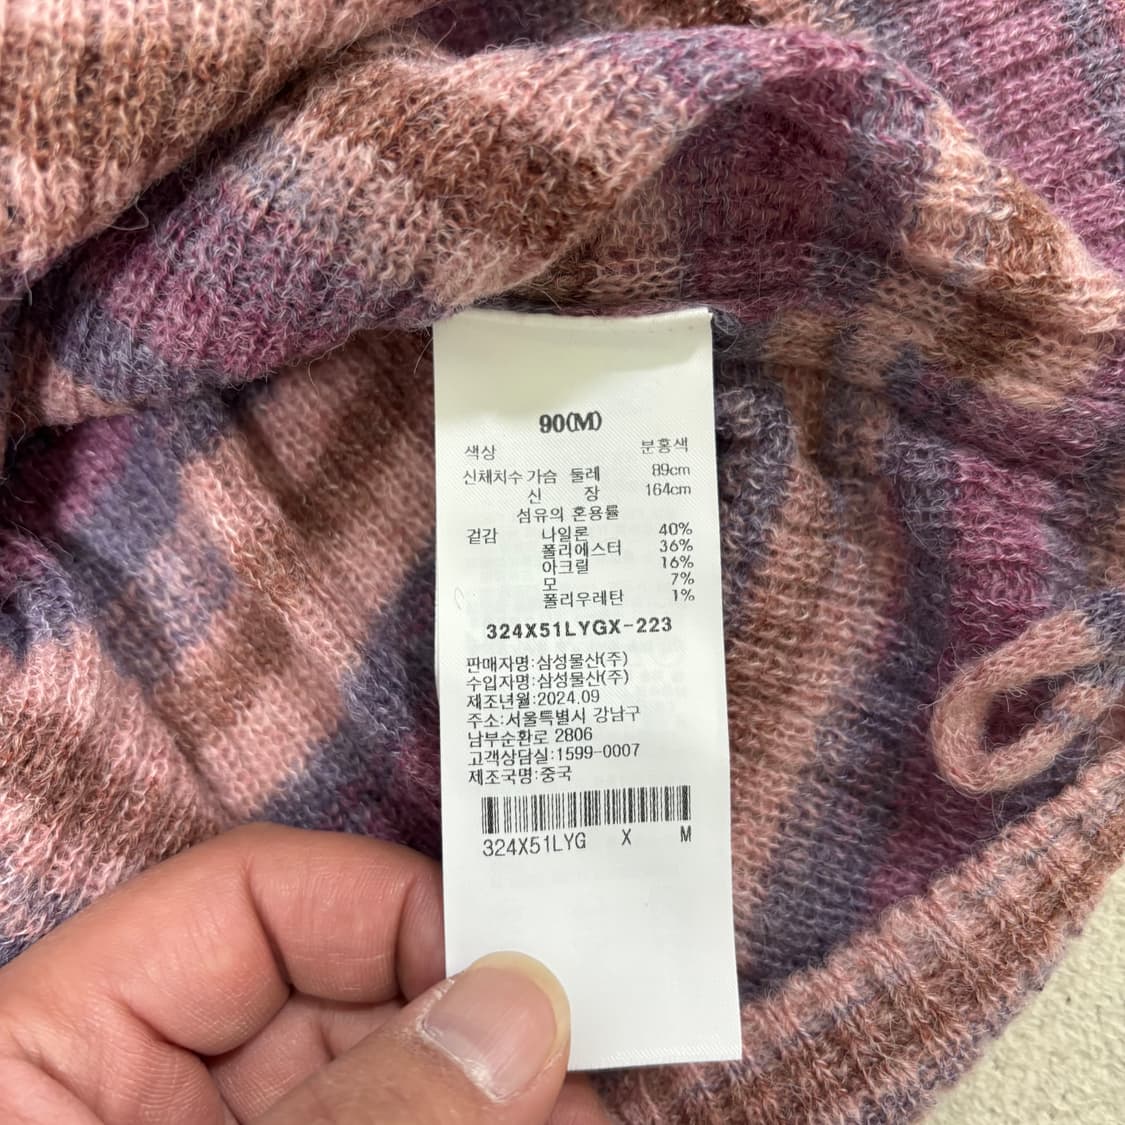 90(M)
색상 분홍색
신체치수 가슴 둘레 89cm
신 장 164cm
섬유의 혼용률
겉감 나일론 40%
폴리에스터 36%
아크릴 16%
모 7%
폴리우레탄 1%
324X51LYGX-223
판매자명:삼성물산(주)
수입자명:삼성물산(주)
제조년월:2024.09
주소:서울특별시 강남구
남부순환로 2806
고객상담실:1599-0007
제조국명:중국
324X51LYG X M